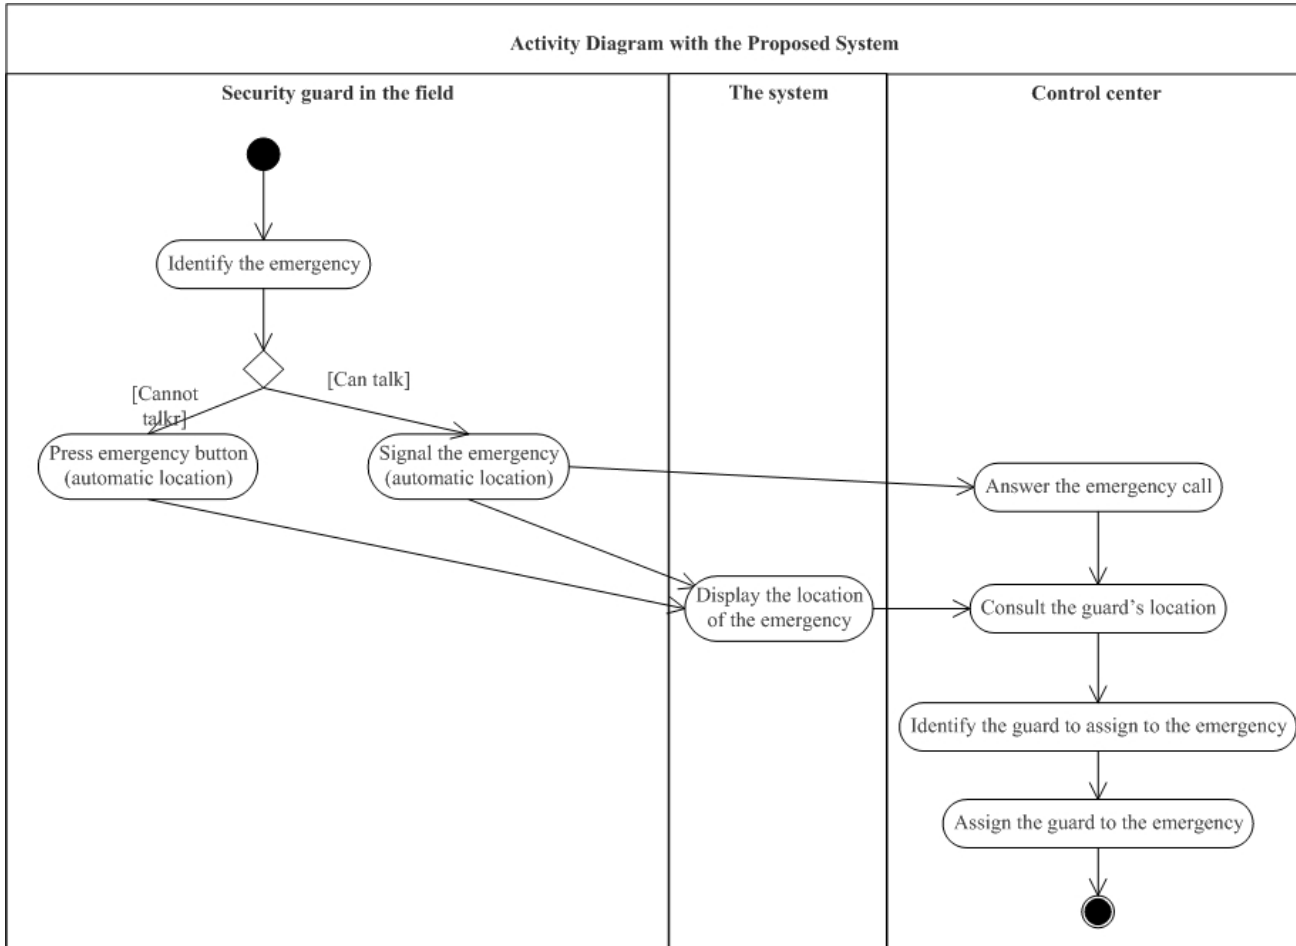 Activity Diagram with the Proposed System
Security guard in the field
The system
Control center
Identify the emergency
[Cannot
talkr]
[Can talk]
Press emergency button
(automatic location)
Signal the emergency
(automatic location)
Answer the emergency call
Display the location
of the emergency
Consult the guard’s location
Identify the guard to assign to the emergency
Assign the guard to the emergency